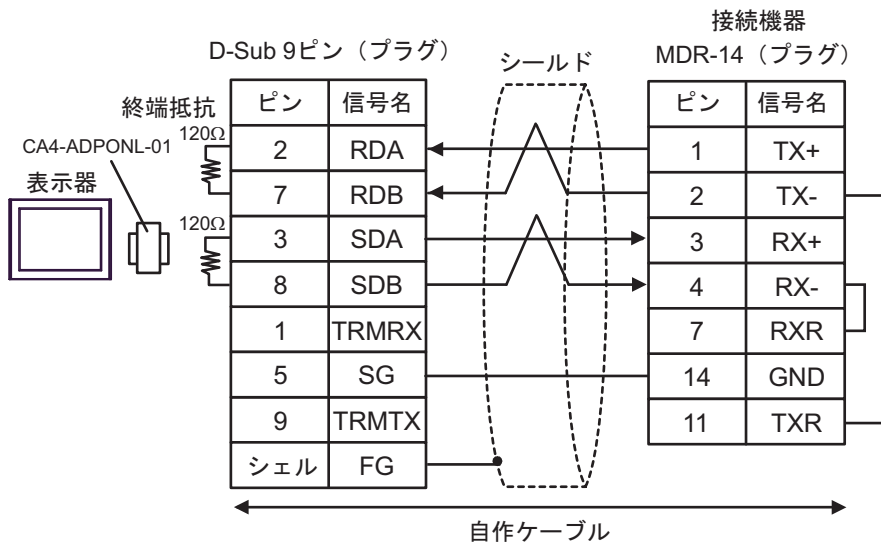 接続機器
D-Sub 9ピン（プラグ）
シールド
MDR-14（プラグ）
終端抵抗
CA4-ADPONL-01
表示器
120Ω
120Ω
ピン 信号名
2 RDA
7 RDB
3 SDA
8 SDB
1 TRMRX
5 SG
9 TRMTX
シェル FG
ピン 信号名
1 TX+
2 TX-
3 RX+
4 RX-
7 RXR
14 GND
11 TXR
自作ケーブル